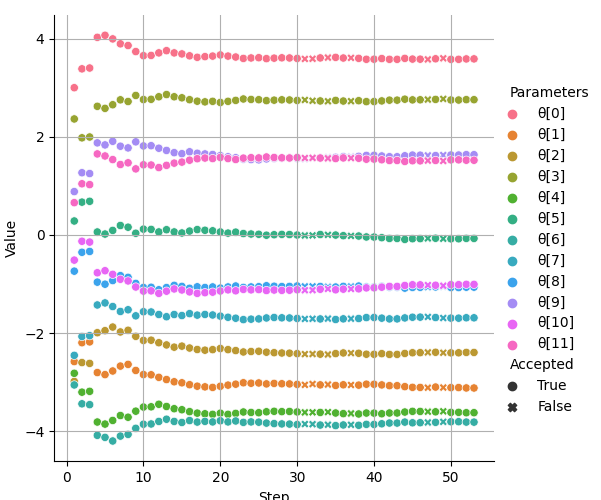 Value
4
2
0
−2
−4
0
10
20
30
40
50
Step
Parameters
θ[0]
θ[1]
θ[2]
θ[3]
θ[4]
θ[5]
θ[6]
θ[7]
θ[8]
θ[9]
θ[10]
θ[11]
Accepted
True
False